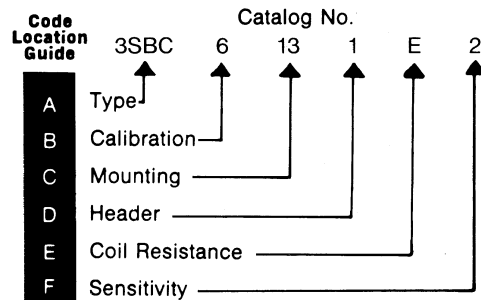 Code Location Guide
Catalog No.
3SBC 6 13 1 E 2
A Type
B Calibration
C Mounting
D Header
E Coil Resistance
F Sensitivity